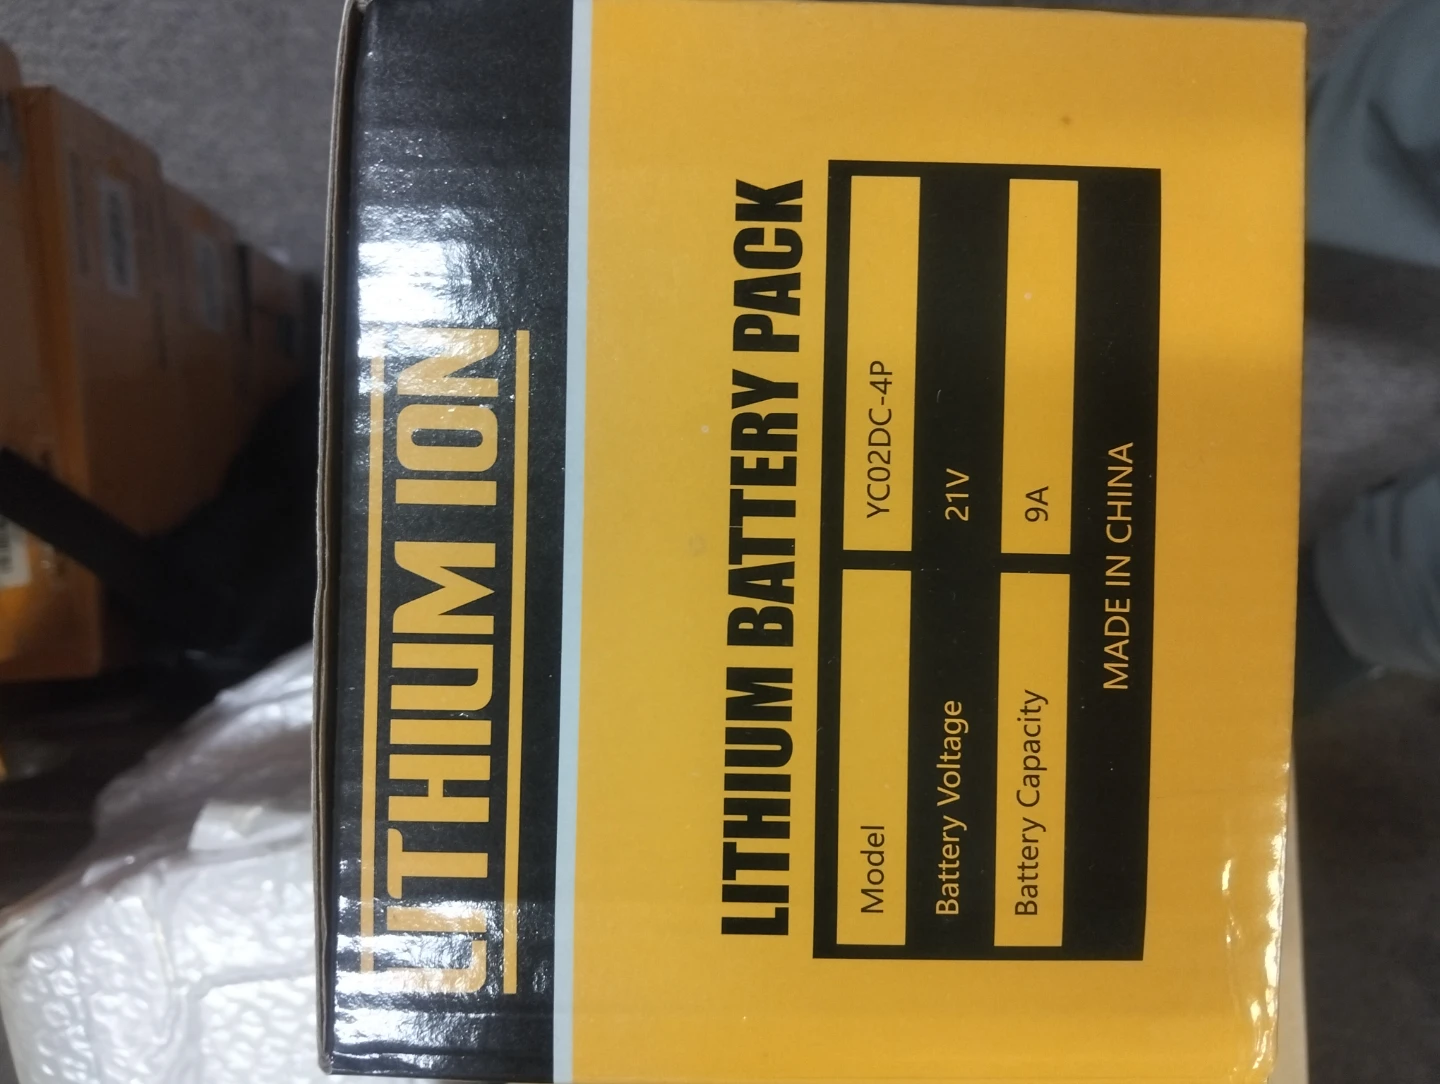 LITHIUM ION
LITHIUM BATTERY PACK
Model YC02DC-4P
Battery Voltage 21V
Battery Capacity 9A
MADE IN CHINA